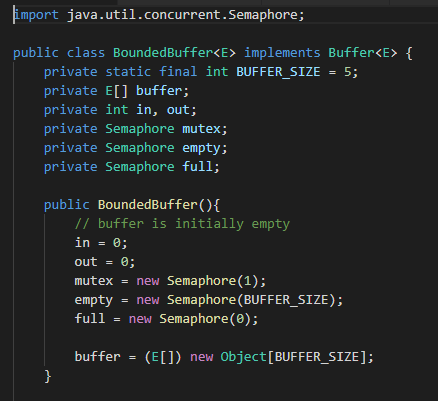 import java.util.concurrent.Semaphore;
public class BoundedBuffer<E> implements Buffer<E> {
    private static final int BUFFER_SIZE = 5;
    private E[] buffer;
    private int in, out;
    private Semaphore mutex;
    private Semaphore empty;
    private Semaphore full;
    public BoundedBuffer(){
        // buffer is initially empty
        in = 0;
        out = 0;
        mutex = new Semaphore(1);
        empty = new Semaphore(BUFFER_SIZE);
        full = new Semaphore(0);
        buffer = (E[]) new Object[BUFFER_SIZE];
    }